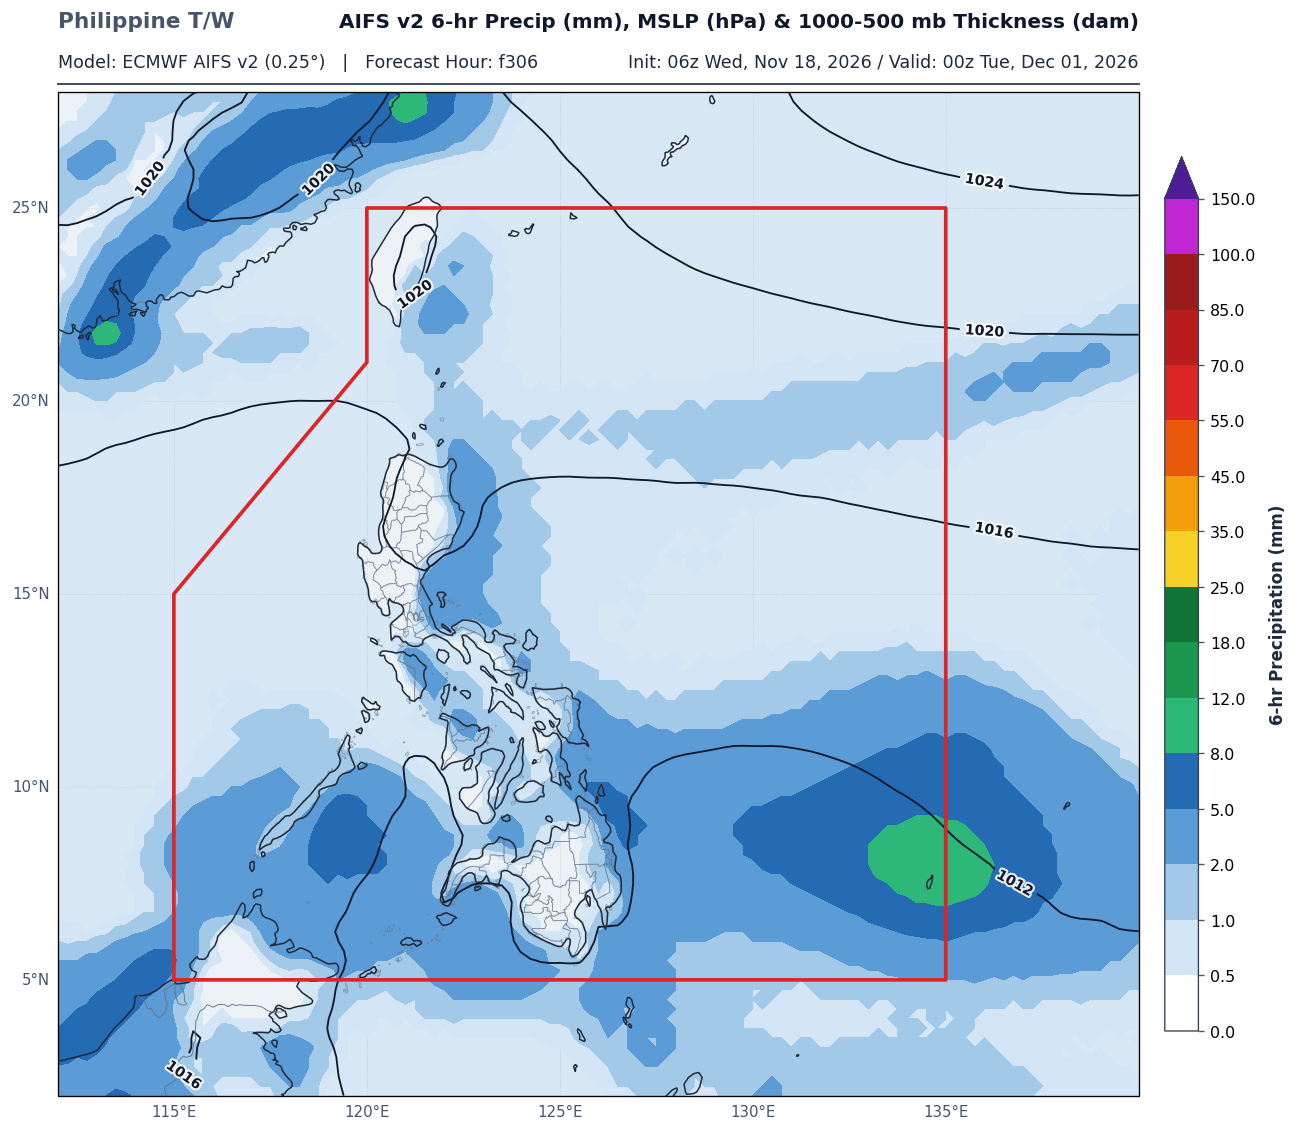 Philippine T/W
AIFS v2 6-hr Precip (mm), MSLP (hPa) & 1000-500 mb Thickness (dam)
Model: ECMWF AIFS v2 (0.25°)   |   Forecast Hour: f306
Init: 06z Wed, Nov 18, 2026 / Valid: 00z Tue, Dec 01, 2026
1020
1020
1024
1020
1020
1016
1012
1016
25°N
20°N
15°N
10°N
5°N
115°E
120°E
125°E
130°E
135°E
150.0
100.0
85.0
70.0
55.0
45.0
35.0
25.0
18.0
12.0
8.0
5.0
2.0
1.0
0.5
0.0
6-hr Precipitation (mm)